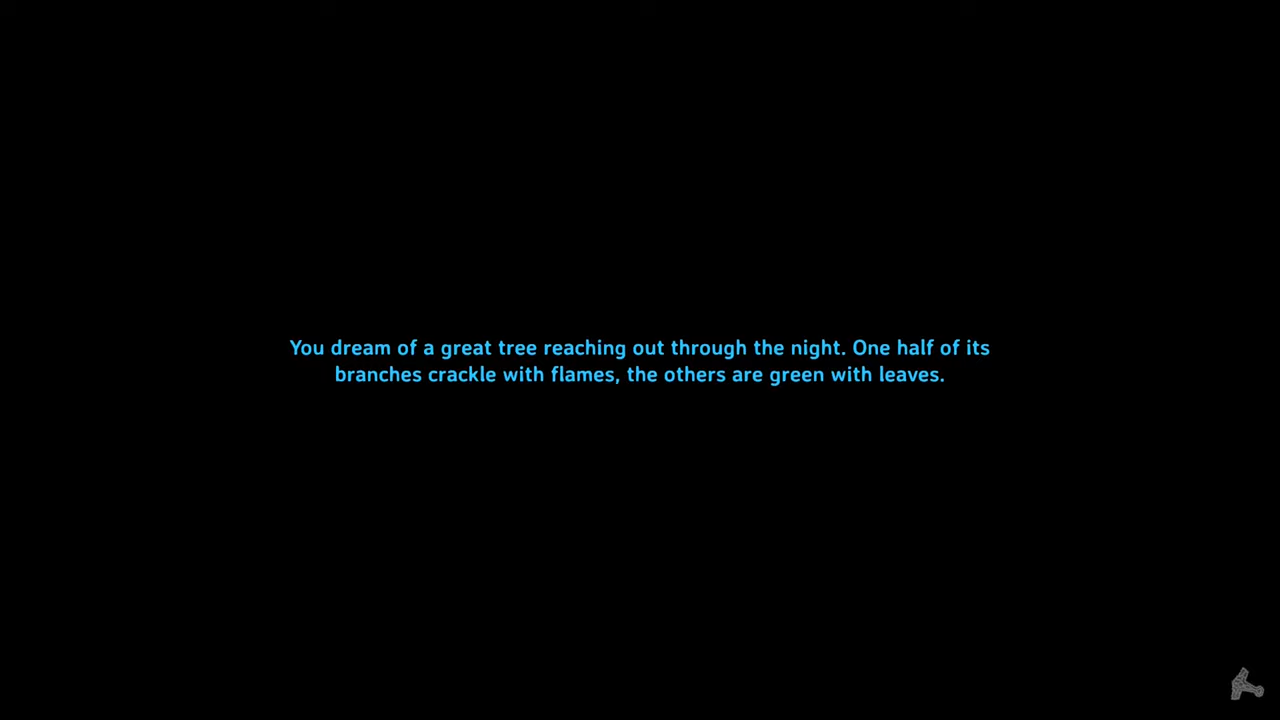 You dream of a great tree reaching out through the night. One half of its
branches crackle with flames, the others are green with leaves.